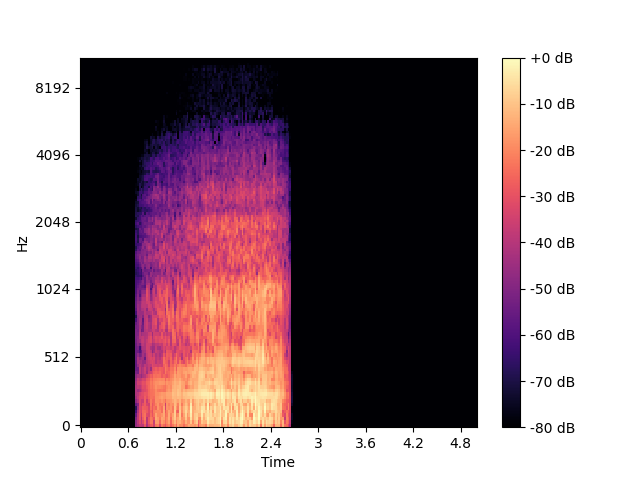 8192
4096
2048
1024
512
0
Hz
0 0.6 1.2 1.8 2.4 3 3.6 4.2 4.8
Time
+0 dB
-10 dB
-20 dB
-30 dB
-40 dB
-50 dB
-60 dB
-70 dB
-80 dB